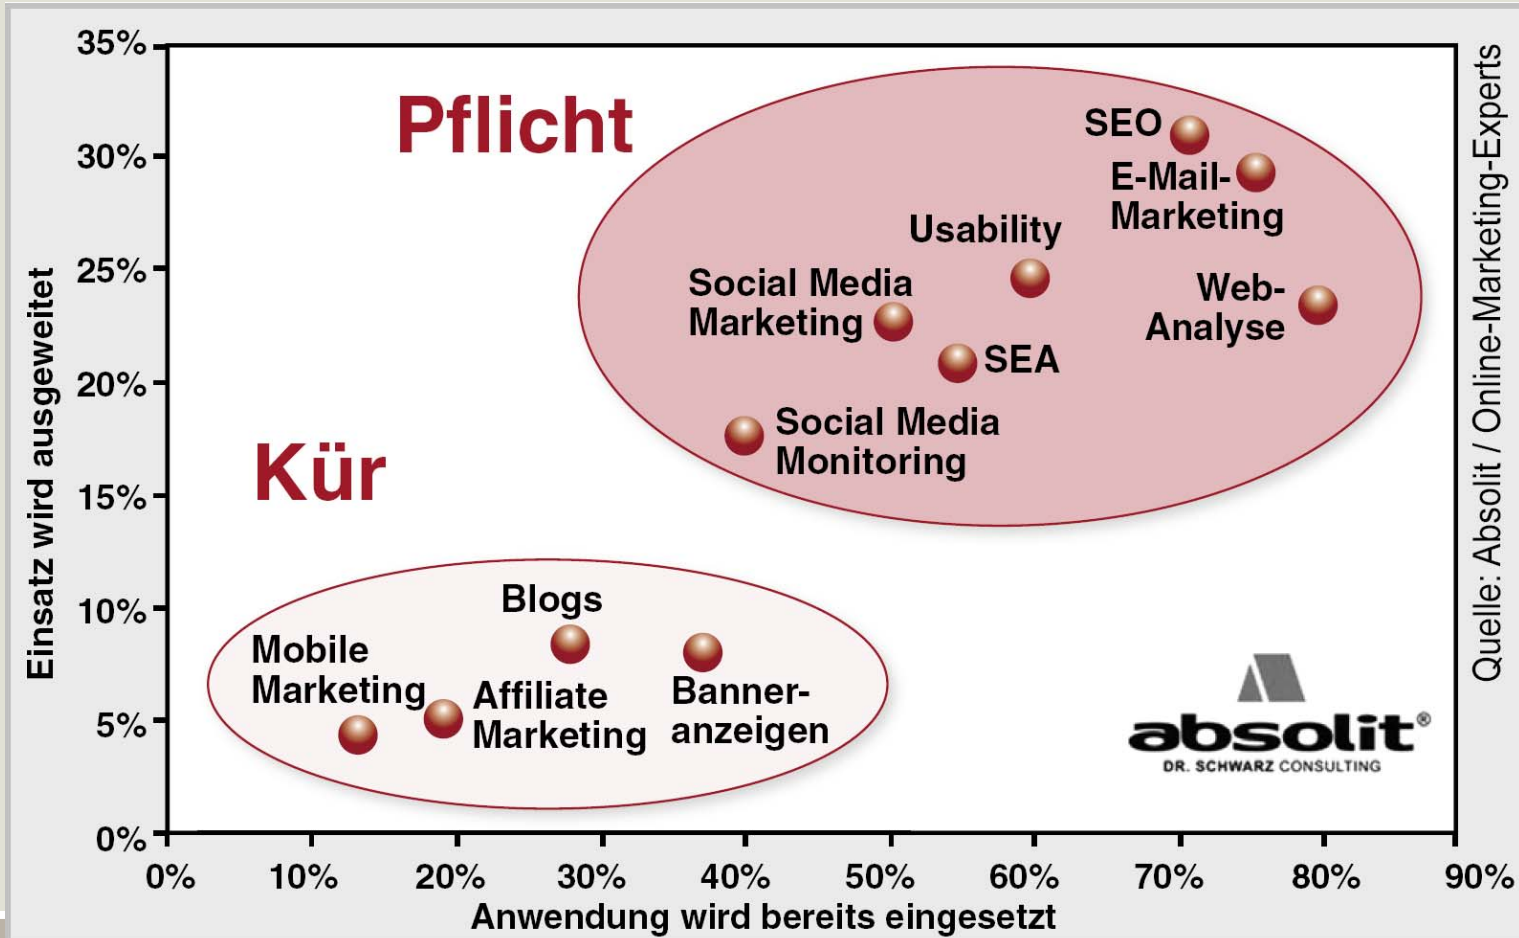 35%
30%
25%
20%
15%
10%
5%
0%
Einsatz wird ausgeweitet
Pflicht
SEO
E-Mail-
Marketing
Usability
Social Media
Marketing
Web-
Analyse
SEA
Social Media
Monitoring
Kür
Blogs
Mobile
Marketing
Affiliate
Marketing
Banner-
anzeigen
absolit®
DR. SCHWARZ CONSULTING
0% 10% 20% 30% 40% 50% 60% 70% 80% 90%
Anwendung wird bereits eingesetzt
Quelle: Absolit / Online-Marketing-Experts